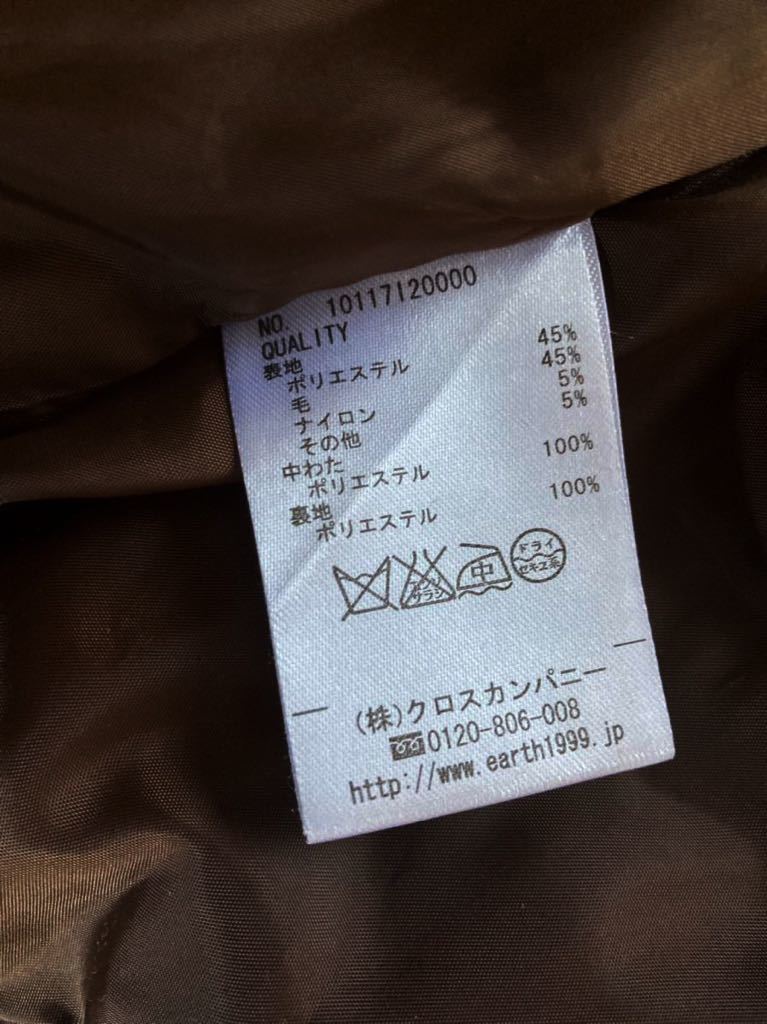 NO. 10117I20000
QUALITY
表地
ポリエステル 45%
毛 45%
ナイロン 5%
その他 5%
中わた
ポリエステル 100%
裏地
ポリエステル 100%
中 ドライ
サラシ セキユ系
(株)クロスカンパニー
0120-806-008
http://www.earth1999.jp